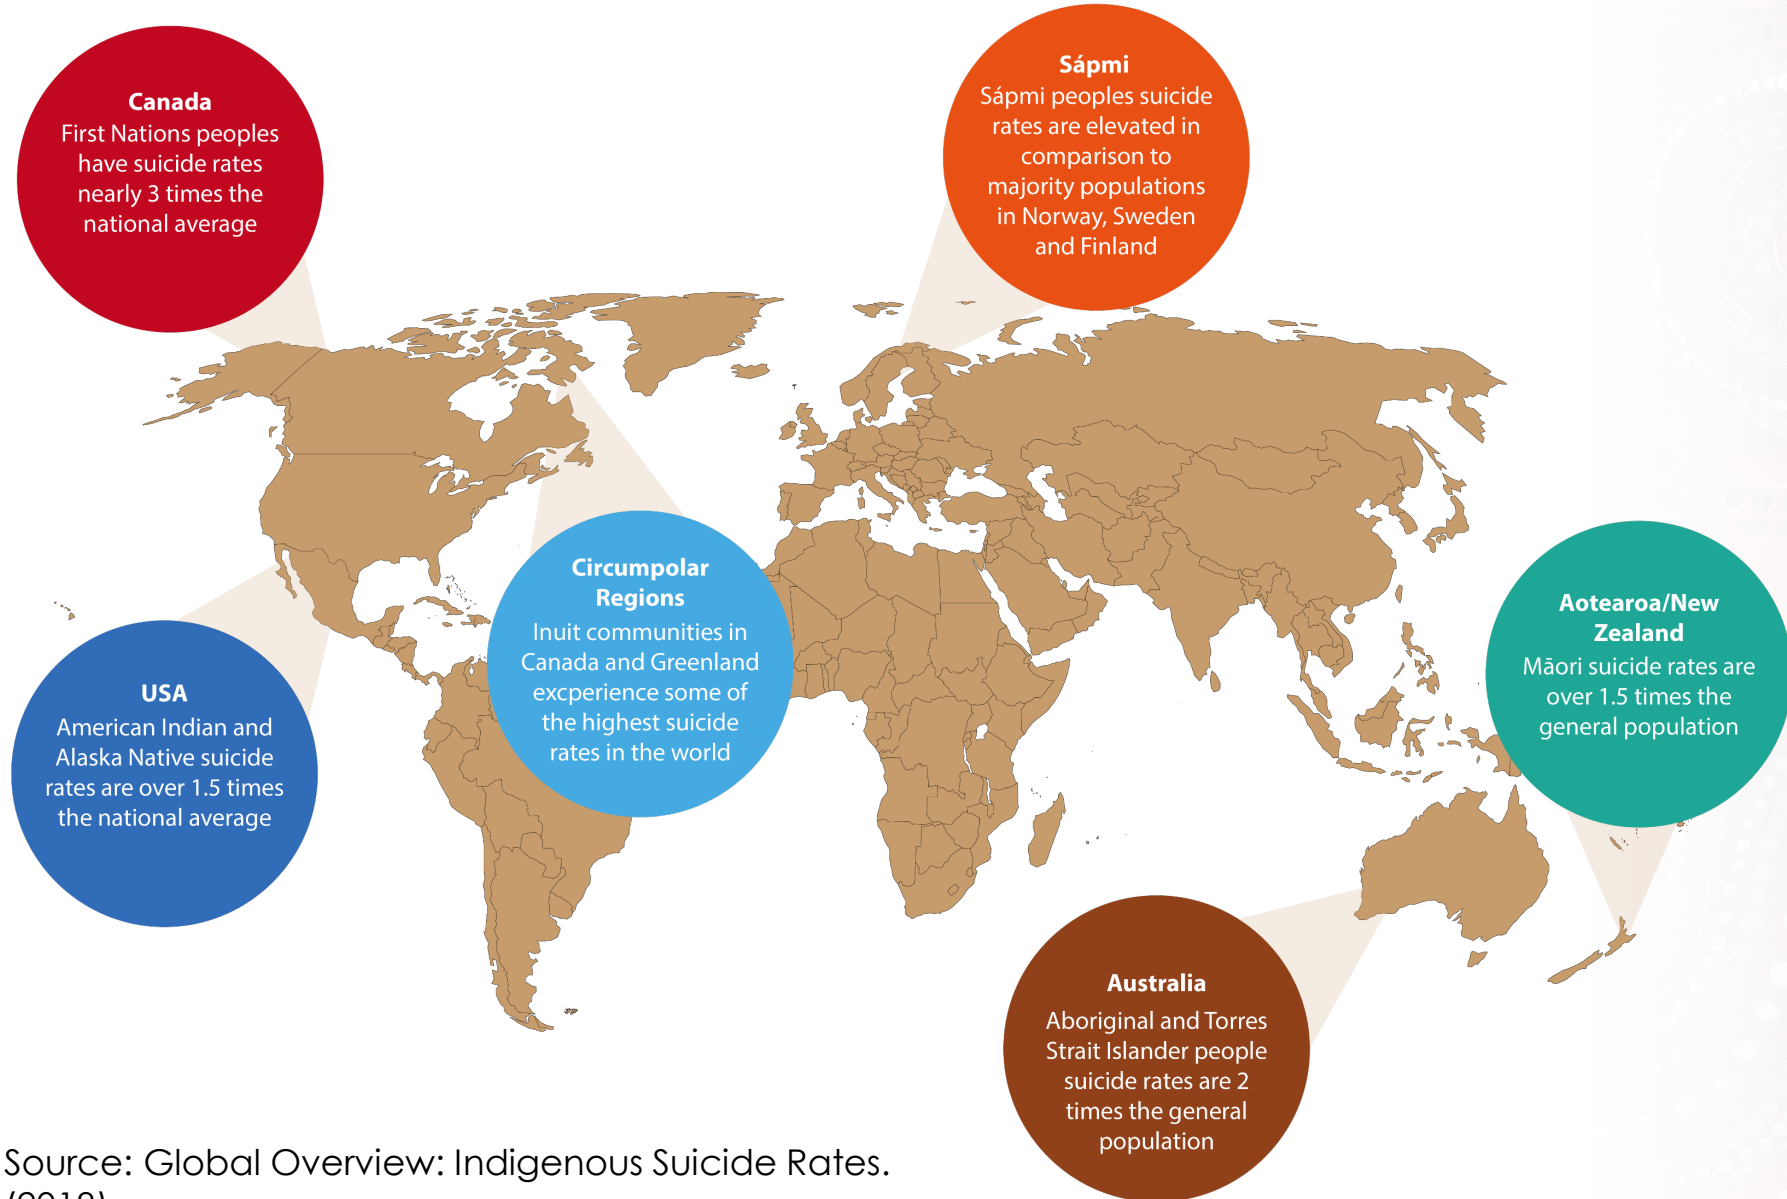 Canada
First Nations peoples
have suicide rates
nearly 3 times the
national average
Sápmi
Sápmi peoples suicide
rates are elevated in
comparison to
majority populations
in Norway, Sweden
and Finland
Circumpolar
Regions
Inuit communities in
Canada and Greenland
excperience some of
the highest suicide
rates in the world
Aotearoa/New
Zealand
Māori suicide rates are
over 1.5 times the
general population
USA
American Indian and
Alaska Native suicide
rates are over 1.5 times
the national average
Australia
Aboriginal and Torres
Strait Islander people
suicide rates are 2
times the general
population
Source: Global Overview: Indigenous Suicide Rates.